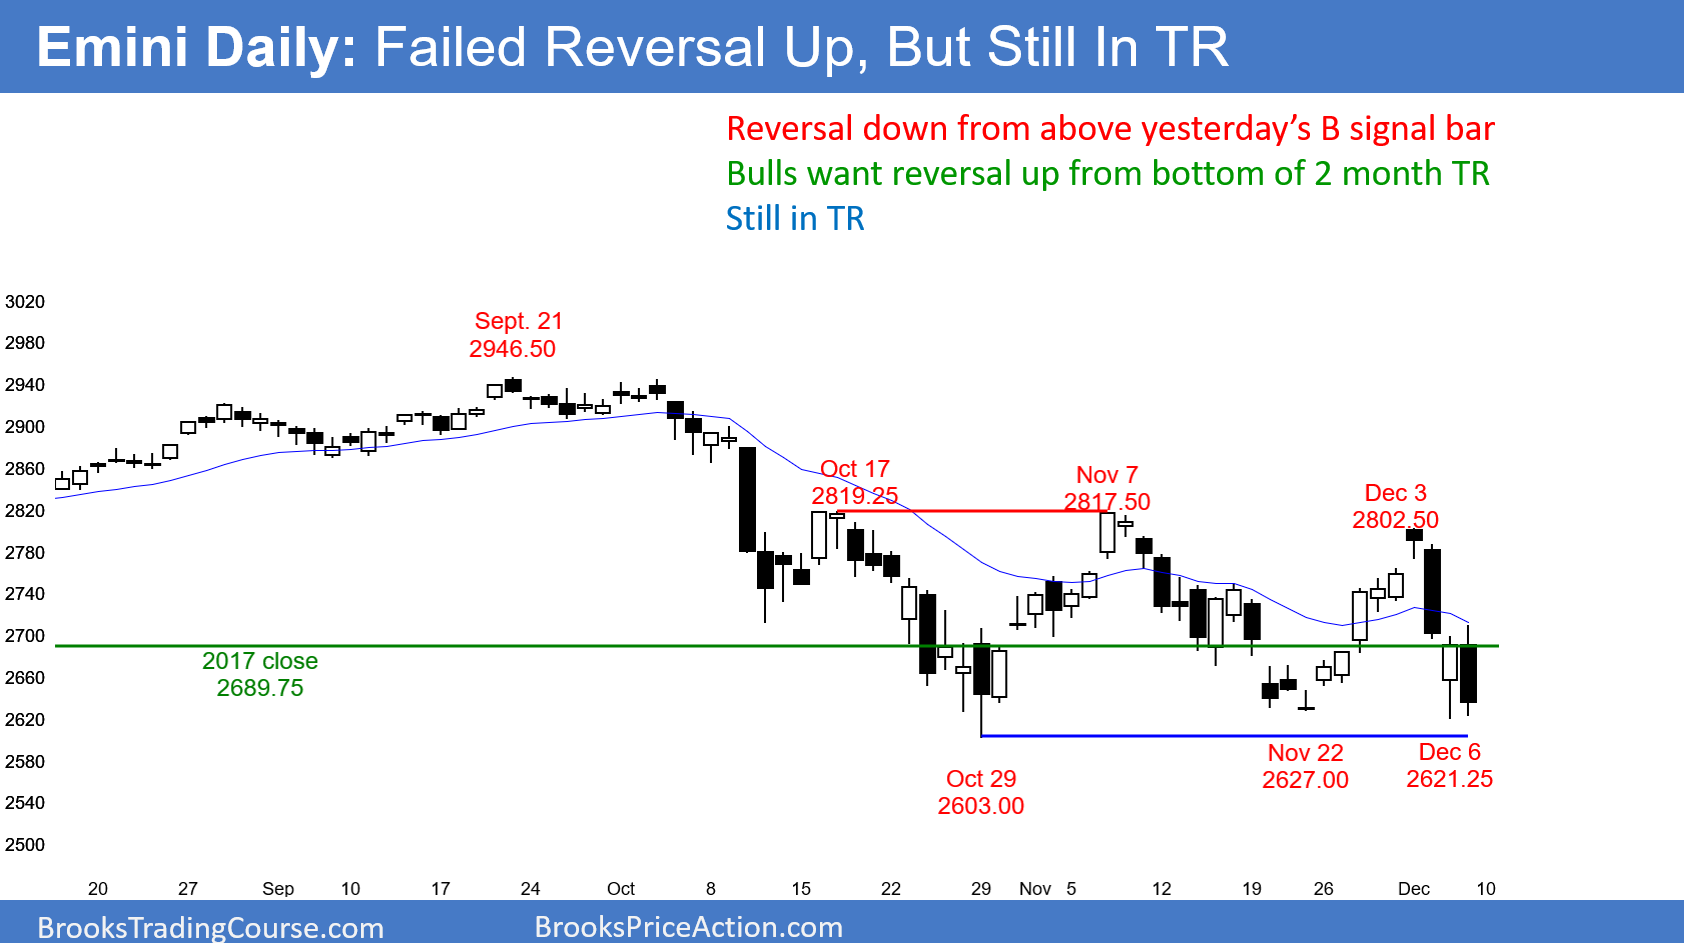 Emini Daily: Failed Reversal Up, But Still In TR
Reversal down from above yesterday’s B signal bar
Bulls want reversal up from bottom of 2 month TR
Still in TR
3020
2980
2940
2900
2860
2820
2780
2740
2700
2660
2620
2580
2540
2500
Sept. 21
2946.50
Oct 17
2819.25
Nov 7
2817.50
Dec 3
2802.50
2017 close
2689.75
Oct 29
2603.00
Nov 22
2627.00
Dec 6
2621.25
20 27 Sep 10 17 24 Oct 8 15 22 29 Nov 5 12 19 26 Dec 10
BrooksTradingCourse.com
BrooksPriceAction.com